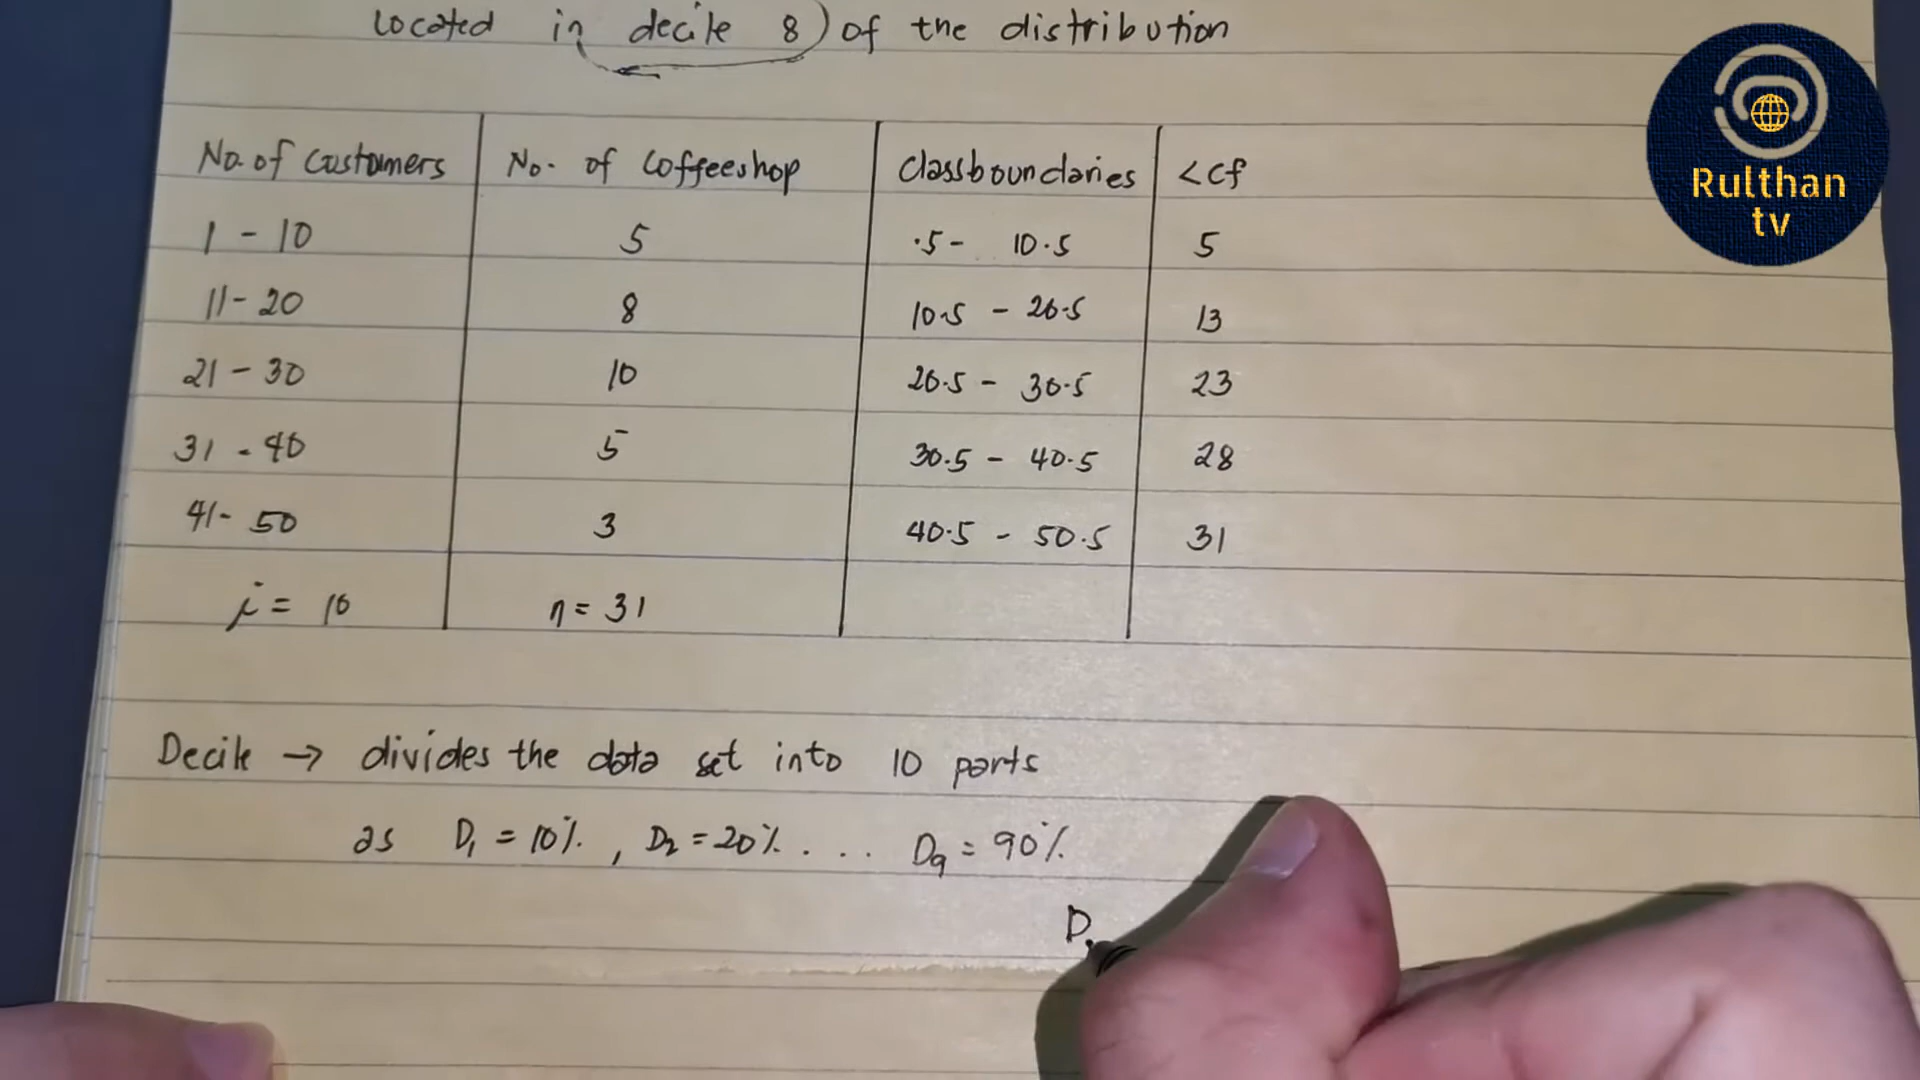 located in decile 8) of the distribution
No. of Customers No. of Coffeeshop Classboundaries <cf
1 - 10 5 .5 - 10.5 5
11 - 20 8 10.5 - 20.5 13
21 - 30 10 20.5 - 30.5 23
31 - 40 5 30.5 - 40.5 28
41 - 50 3 40.5 - 50.5 31
i = 10 n = 31
Decile → divides the data set into 10 parts
as D₁ = 10%, D₂ = 20% . . . . D₉ = 90%
D
Rulthan
tv